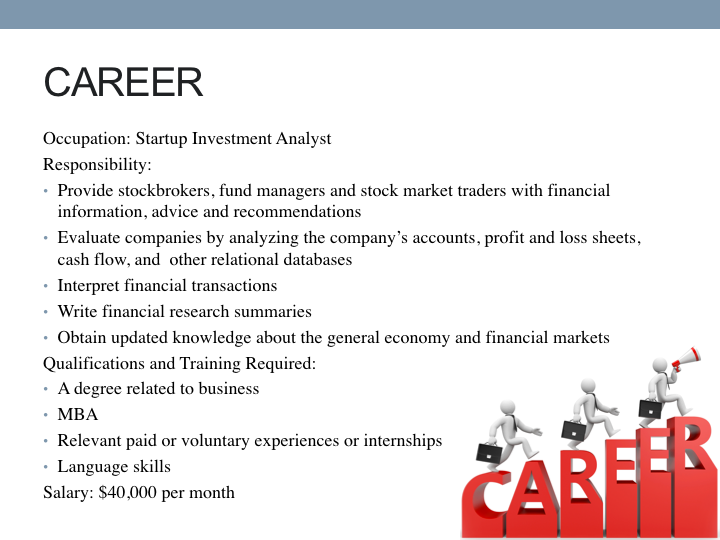 CAREER
Occupation: Startup Investment Analyst
Responsibility:
• Provide stockbrokers, fund managers and stock market traders with financial
information, advice and recommendations
• Evaluate companies by analyzing the company's accounts, profit and loss sheets,
cash flow, and  other relational databases
• Interpret financial transactions
• Write financial research summaries
• Obtain updated knowledge about the general economy and financial markets
Qualifications and Training Required:
• A degree related to business
• MBA
• Relevant paid or voluntary experiences or internships
• Language skills
Salary: $40,000 per month
CAREER